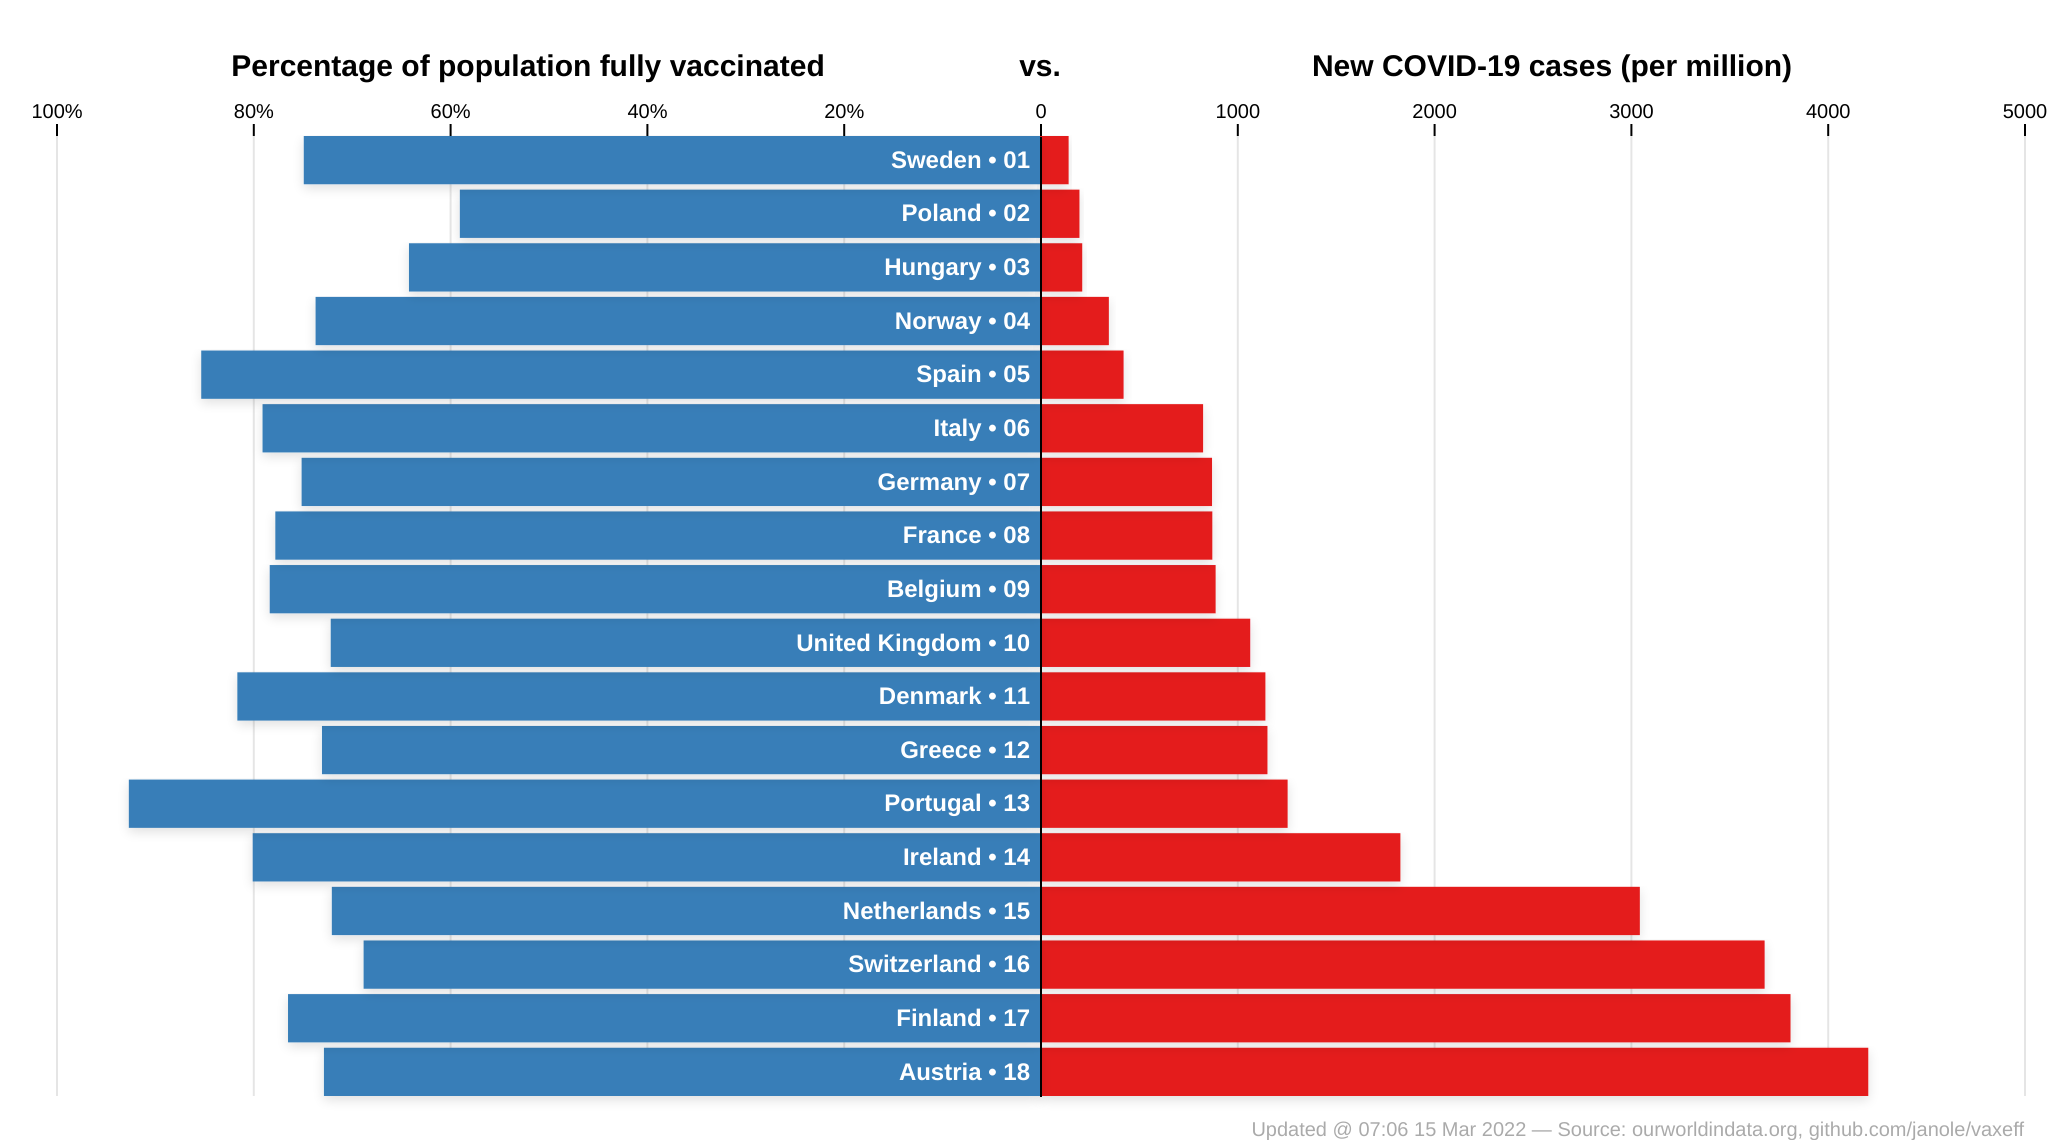 Percentage of population fully vaccinated vs. New COVID-19 cases (per million)
100% 80% 60% 40% 20% 0 1000 2000 3000 4000 5000
Sweden • 01
Poland • 02
Hungary • 03
Norway • 04
Spain • 05
Italy • 06
Germany • 07
France • 08
Belgium • 09
United Kingdom • 10
Denmark • 11
Greece • 12
Portugal • 13
Ireland • 14
Netherlands • 15
Switzerland • 16
Finland • 17
Austria • 18
Updated @ 07:06 15 Mar 2022 — Source: ourworldindata.org, github.com/janole/vaxeff